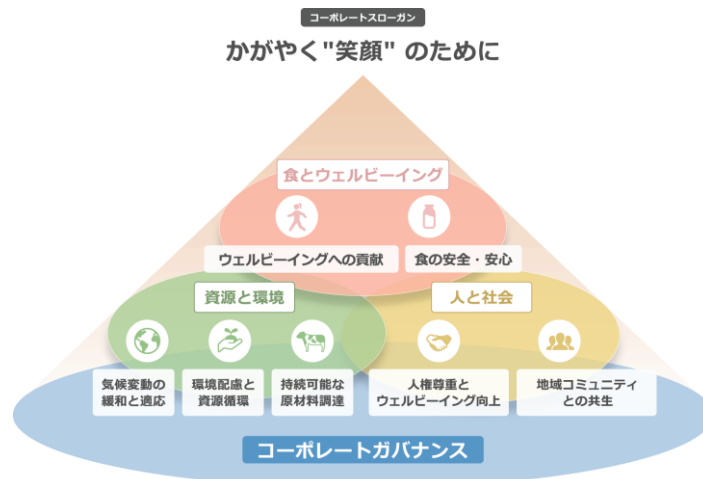 コーポレートスローガン
かがやく"笑顔" のために
食とウェルビーイング
ウェルビーイングへの貢献
食の安全・安心
資源と環境
人と社会
気候変動の
緩和と適応
環境配慮と
資源循環
持続可能な
原材料調達
人権尊重と
ウェルビーイング向上
地域コミュニティ
との共生
コーポレートガバナンス